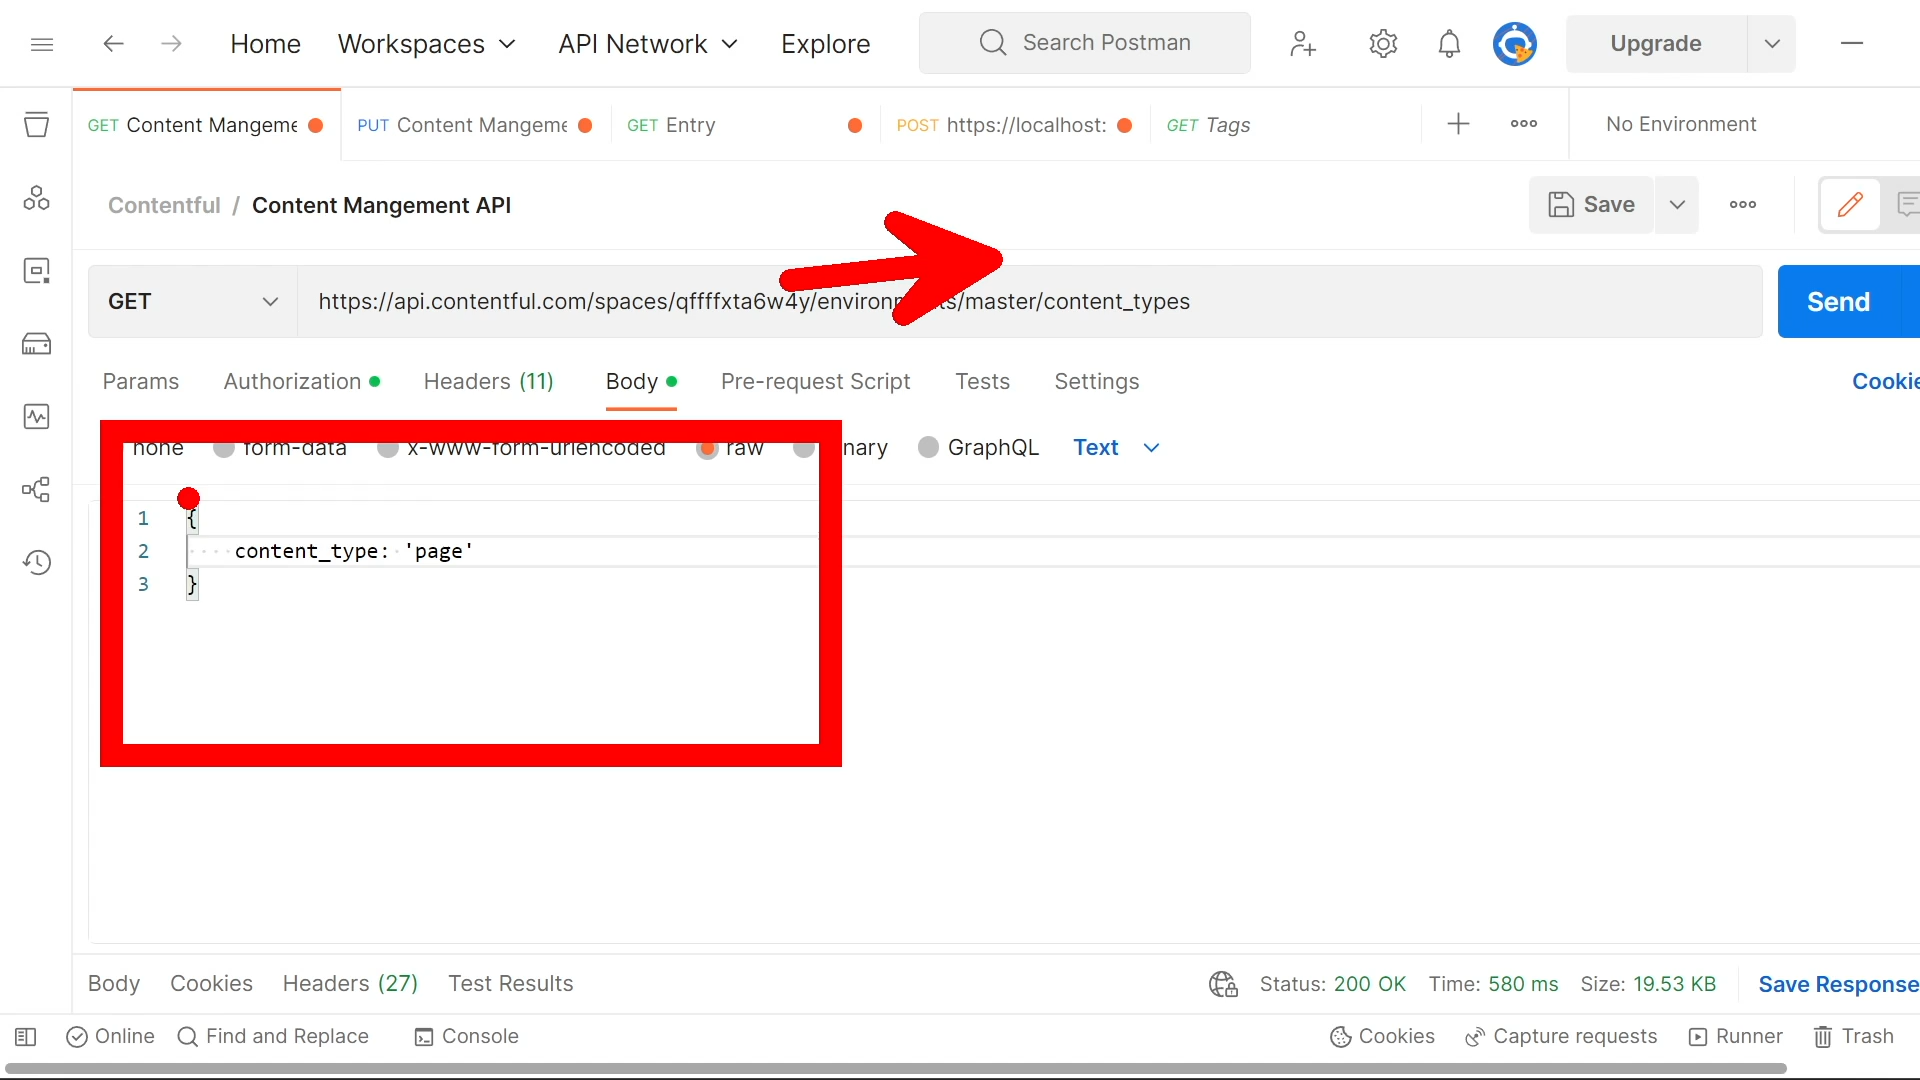 Home Workspaces API Network Explore Search Postman Upgrade
GET Content Mangeme PUT Content Mangeme GET Entry POST https://localhost: GET Tags No Environment
Contentful / Content Mangement API Save
GET https://api.contentful.com/spaces/qffffxta6w4y/environ ts/master/content_types Send
Params Authorization Headers (11) Body Pre-request Script Tests Settings Cookie
none form-data x-www-form-urlencoded raw nary GraphQL Text
1 {
2 content_type: 'page'
3 }
Body Cookies Headers (27) Test Results Status: 200 OK Time: 580 ms Size: 19.53 KB Save Response
Online Find and Replace Console Cookies Capture requests Runner Trash